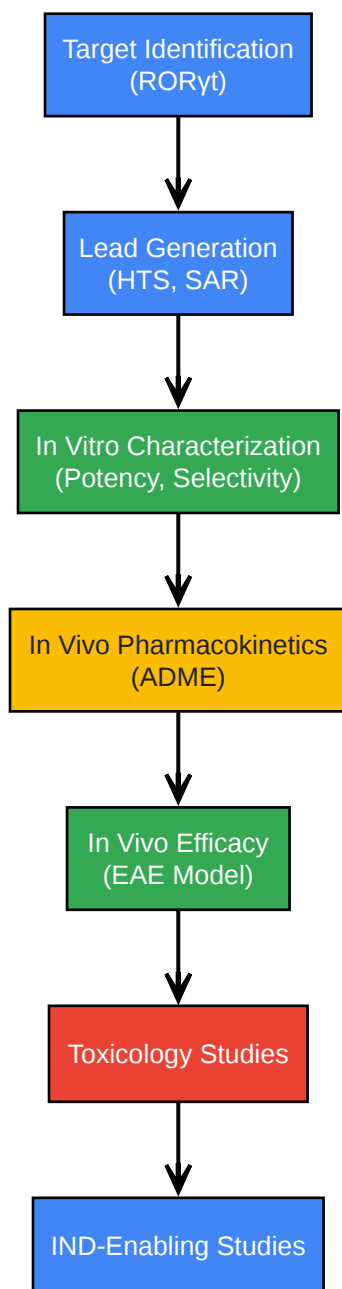 Target Identification
(RORγt)
Lead Generation
(HTS, SAR)
In Vitro Characterization
(Potency, Selectivity)
In Vivo Pharmacokinetics
(ADME)
In Vivo Efficacy
(EAE Model)
Toxicology Studies
IND-Enabling Studies